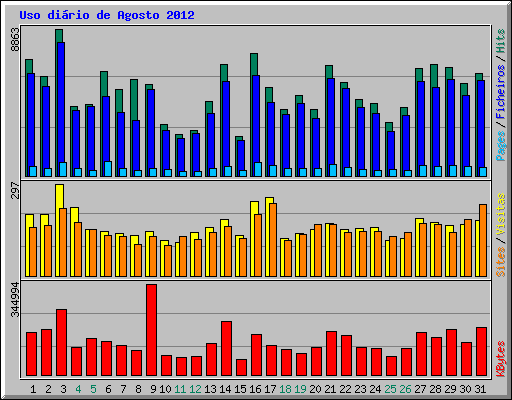 Uso diário de Agosto 2012
8863
Pages / Ficheiros / Hits
297
Sites / Visitas
344994
KBytes
1 2 3 4 5 6 7 8 9 10 11 12 13 14 15 16 17 18 19 20 21 22 23 24 25 26 27 28 29 30 31